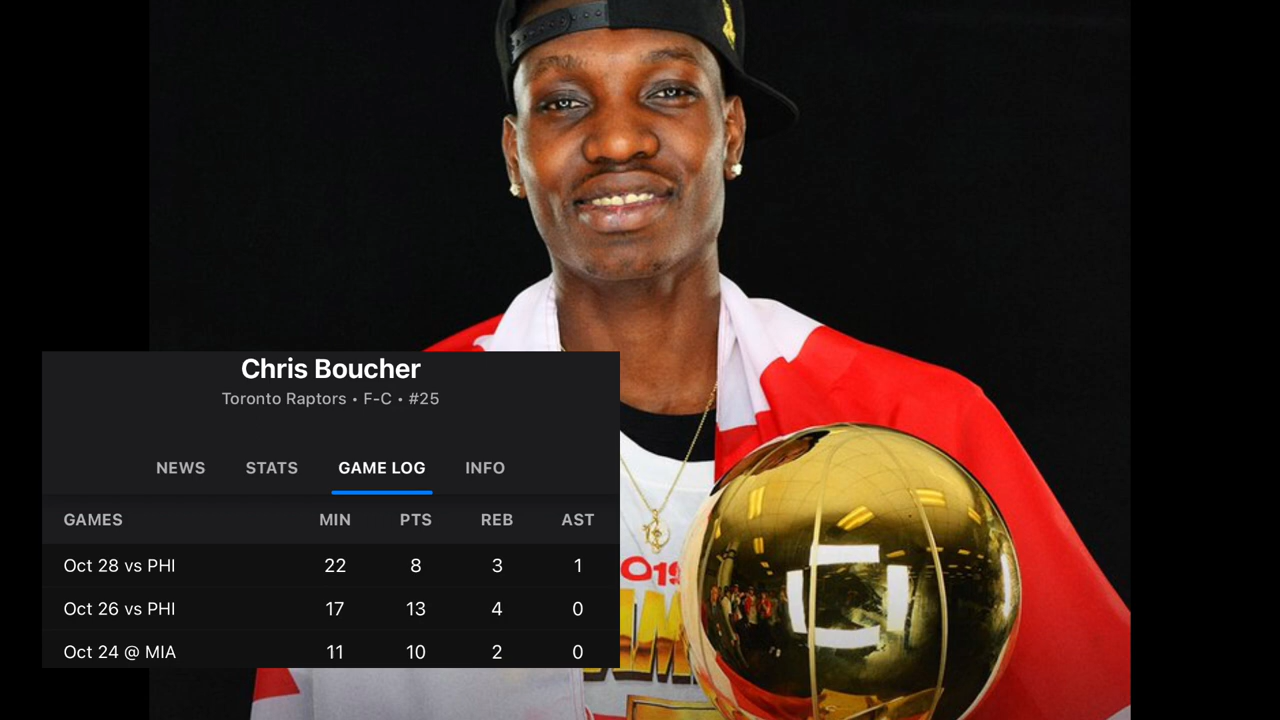 Chris Boucher
Toronto Raptors • F-C • #25
NEWS STATS GAME LOG INFO
GAMES MIN PTS REB AST
Oct 28 vs PHI 22 8 3 1
Oct 26 vs PHI 17 13 4 0
Oct 24 @ MIA 11 10 2 0